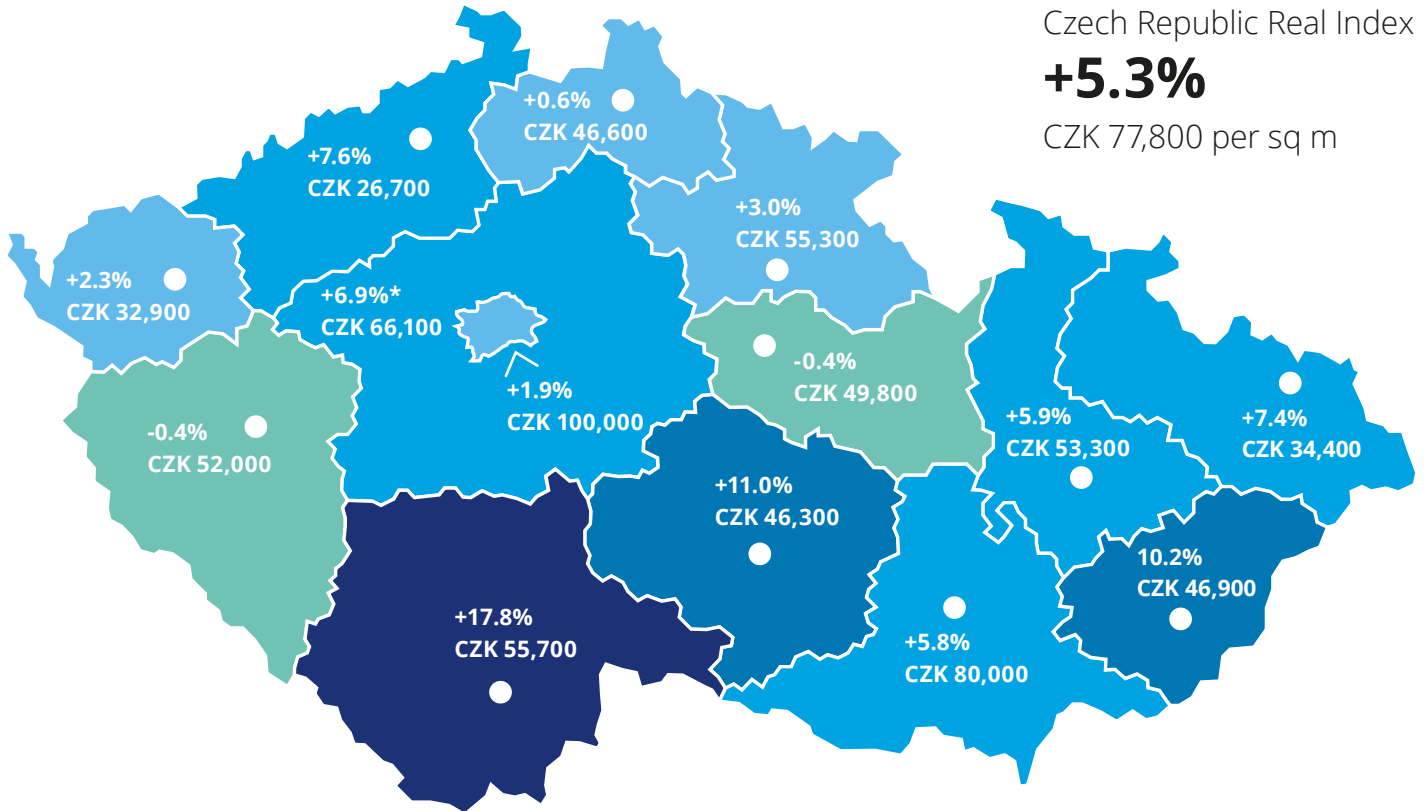 Czech Republic Real Index
+5.3%
CZK 77,800 per sq m
+0.6%
CZK 46,600
+7.6%
CZK 26,700
+3.0%
CZK 55,300
+2.3%
CZK 32,900
+6.9%*
CZK 66,100
-0.4%
CZK 49,800
+1.9%
CZK 100,000
+5.9%
CZK 53,300
+7.4%
CZK 34,400
-0.4%
CZK 52,000
+11.0%
CZK 46,300
10.2%
CZK 46,900
+17.8%
CZK 55,700
+5.8%
CZK 80,000